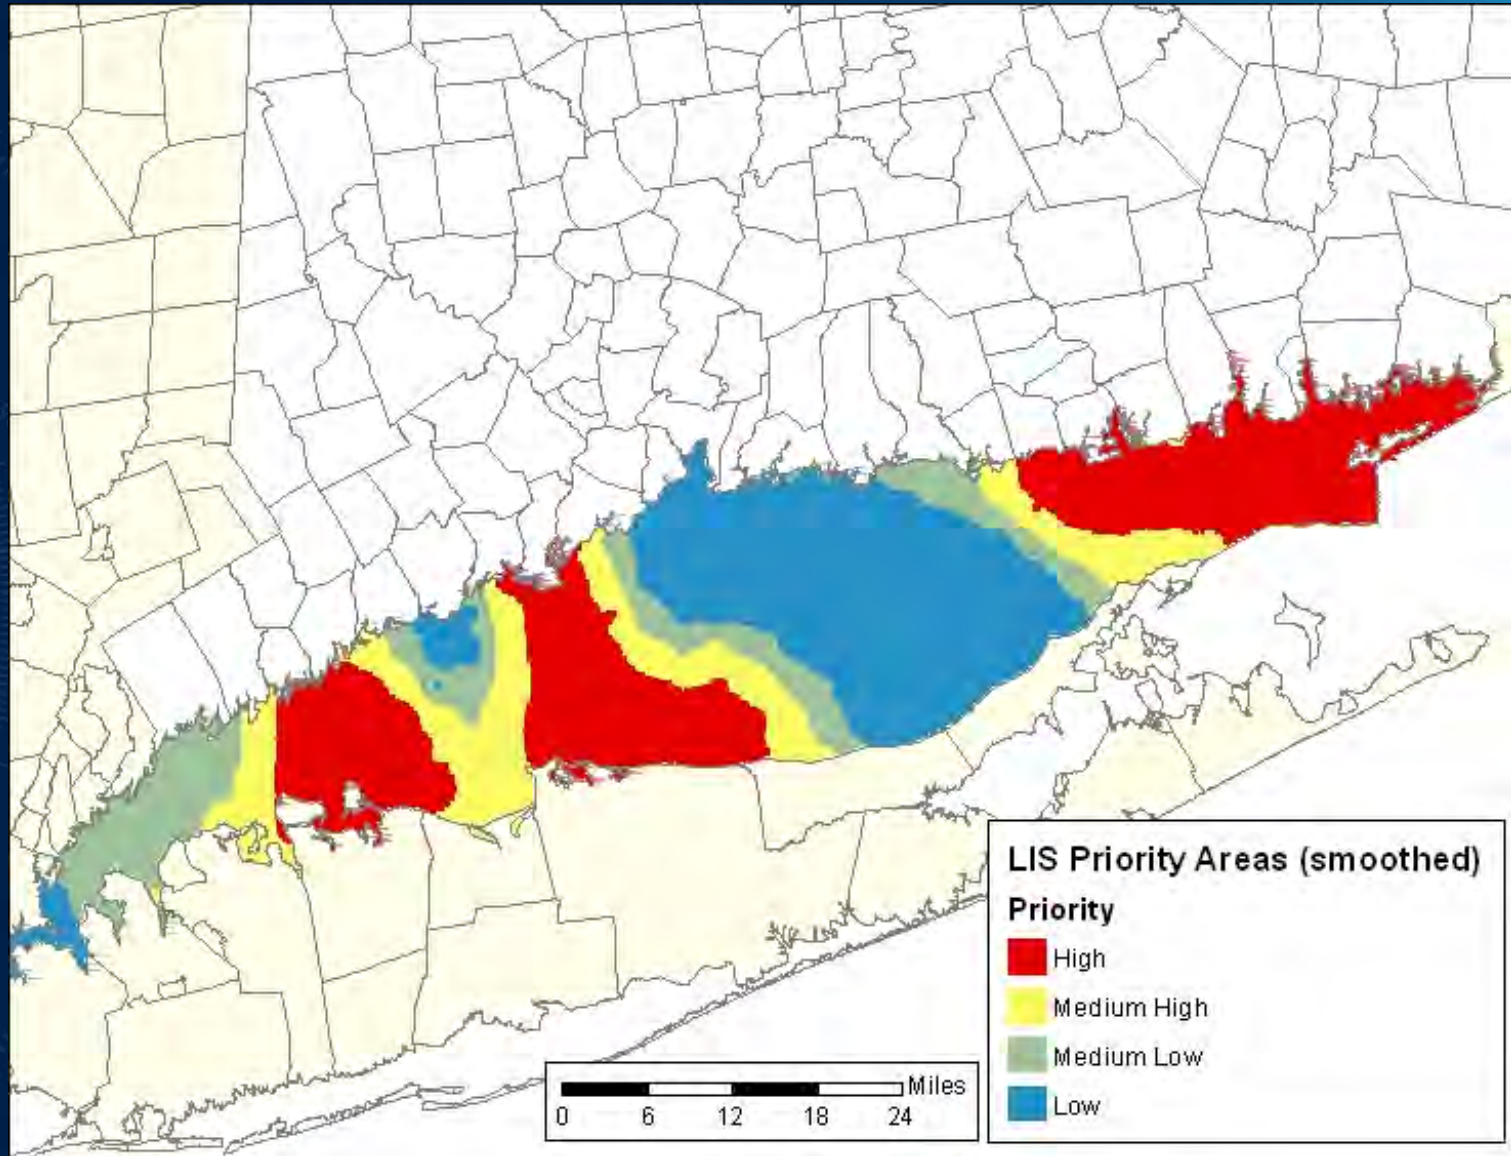 LIS Priority Areas (smoothed)
Priority
High
Medium High
Medium Low
Low
Miles
0 6 12 18 24